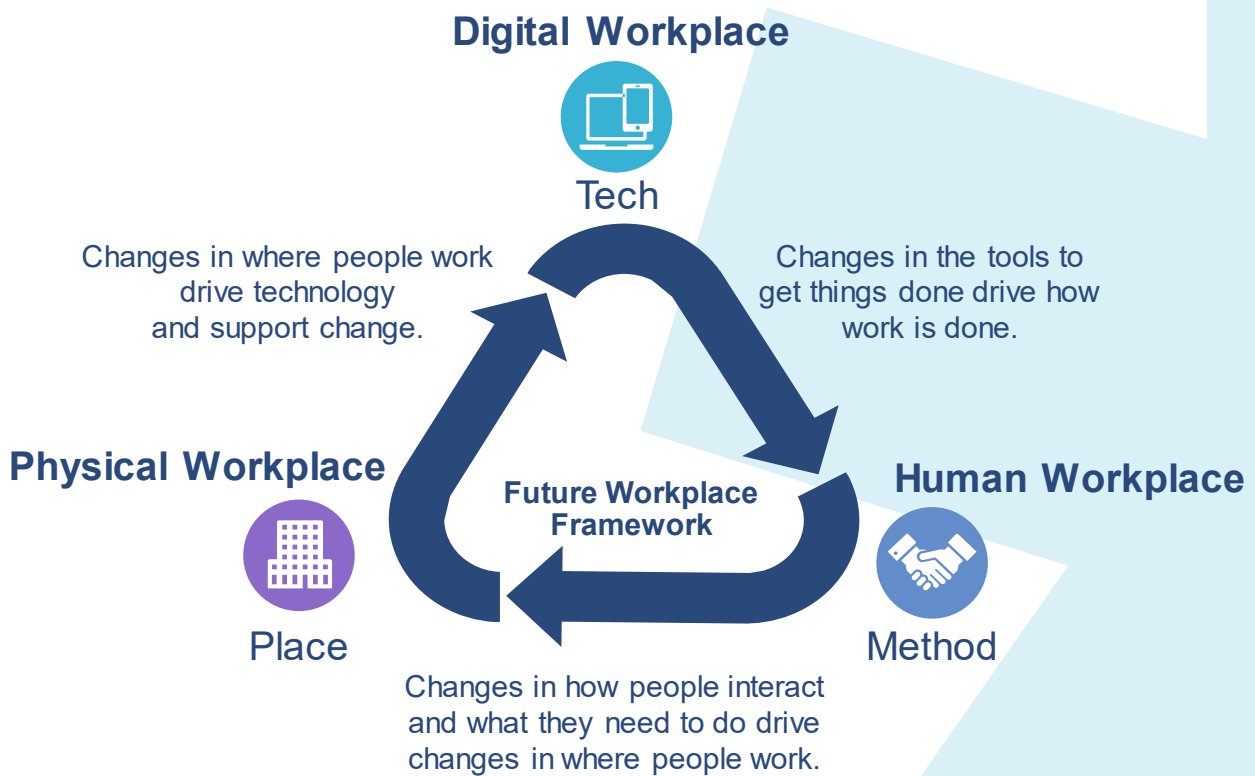 Digital Workplace
Tech
Changes in where people work
drive technology
and support change.
Changes in the tools to
get things done drive how
work is done.
Physical Workplace
Place
Future Workplace
Framework
Human Workplace
Method
Changes in how people interact
and what they need to do drive
changes in where people work.